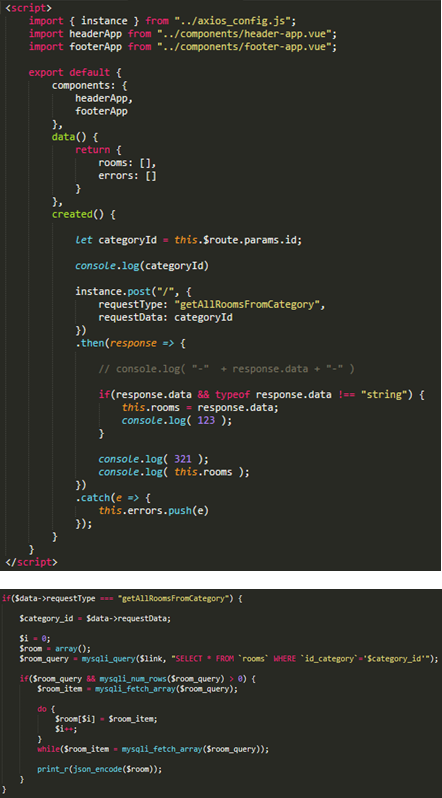 <script>
import { instance } from "../axios_config.js";
import headerApp from "../components/header-app.vue";
import footerApp from "../components/footer-app.vue";
export default {
components: {
headerApp,
footerApp
},
data() {
return {
rooms: [],
errors: []
}
},
created() {
let categoryId = this.$route.params.id;
console.log(categoryId)
instance.post("/", {
requestType: "getAllRoomsFromCategory",
requestData: categoryId
})
.then(response => {
// console.log( "-"  + response.data + "-" )
if(response.data && typeof response.data !== "string") {
this.rooms = response.data;
console.log( 123 );
}
console.log( 321 );
console.log( this.rooms );
})
.catch(e => {
this.errors.push(e)
});
}
}
</script>
if($data->requestType === "getAllRoomsFromCategory") {
$category_id = $data->requestData;
$i = 0;
$room = array();
$room_query = mysqli_query($link, "SELECT * FROM `rooms` WHERE `id_category`='$category_id'");
if($room_query && mysqli_num_rows($room_query) > 0) {
$room_item = mysqli_fetch_array($room_query);
do {
$room[$i] = $room_item;
$i++;
}
while($room_item = mysqli_fetch_array($room_query));
print_r(json_encode($room));
}
}